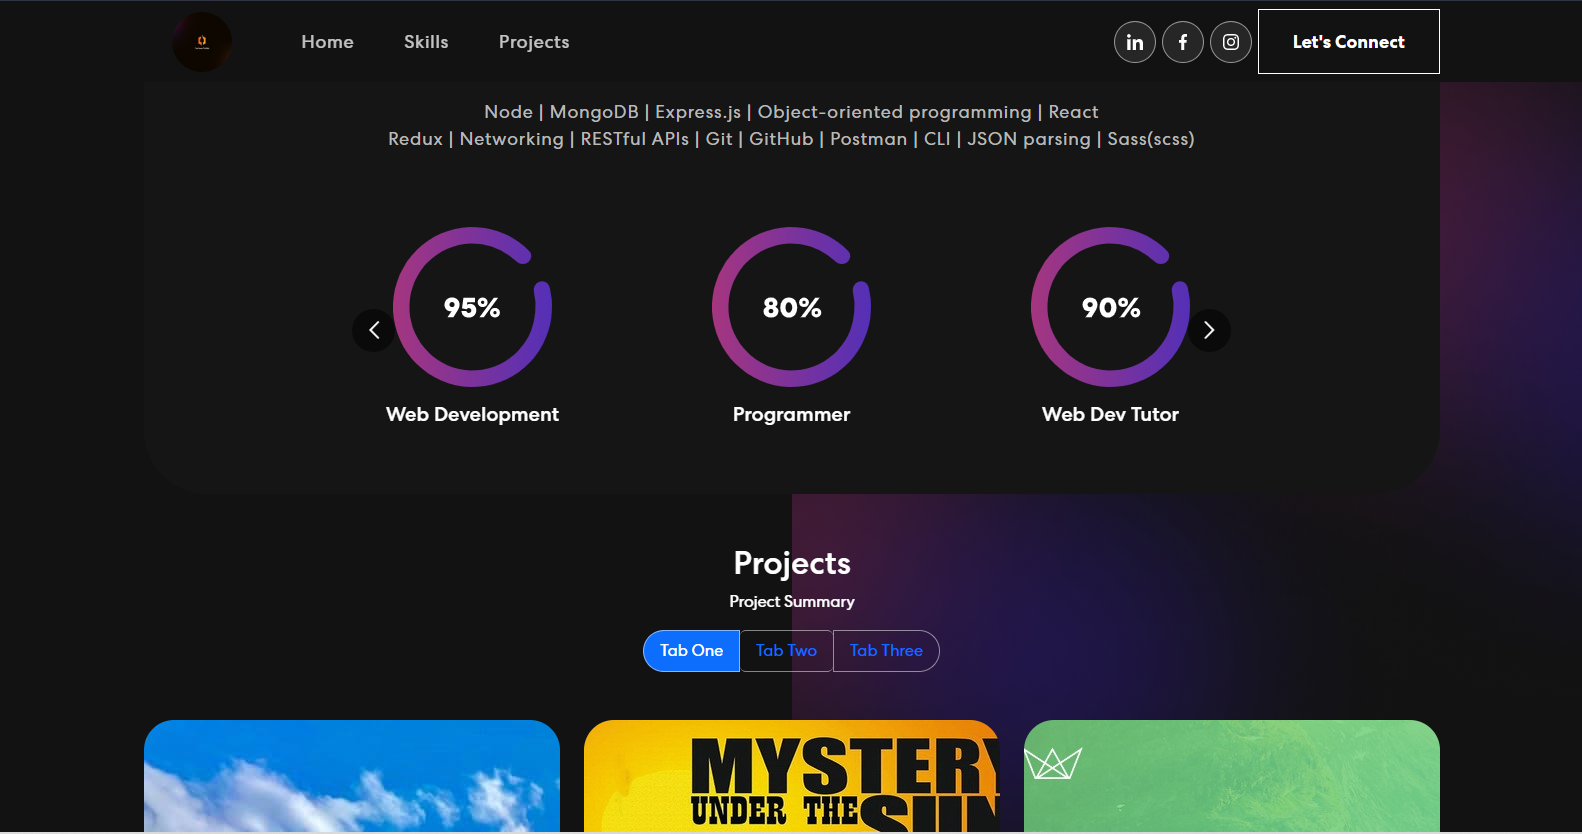 Home Skills Projects in f Let's Connect
Node | MongoDB | Express.js | Object-oriented programming | React
Redux | Networking | RESTful APIs | Git | GitHub | Postman | CLI | JSON parsing | Sass(scss)
95% 80% 90%
Web Development Programmer Web Dev Tutor
Projects
Project Summary
Tab One Tab Two Tab Three
MYSTERY
UNDER THE SUN